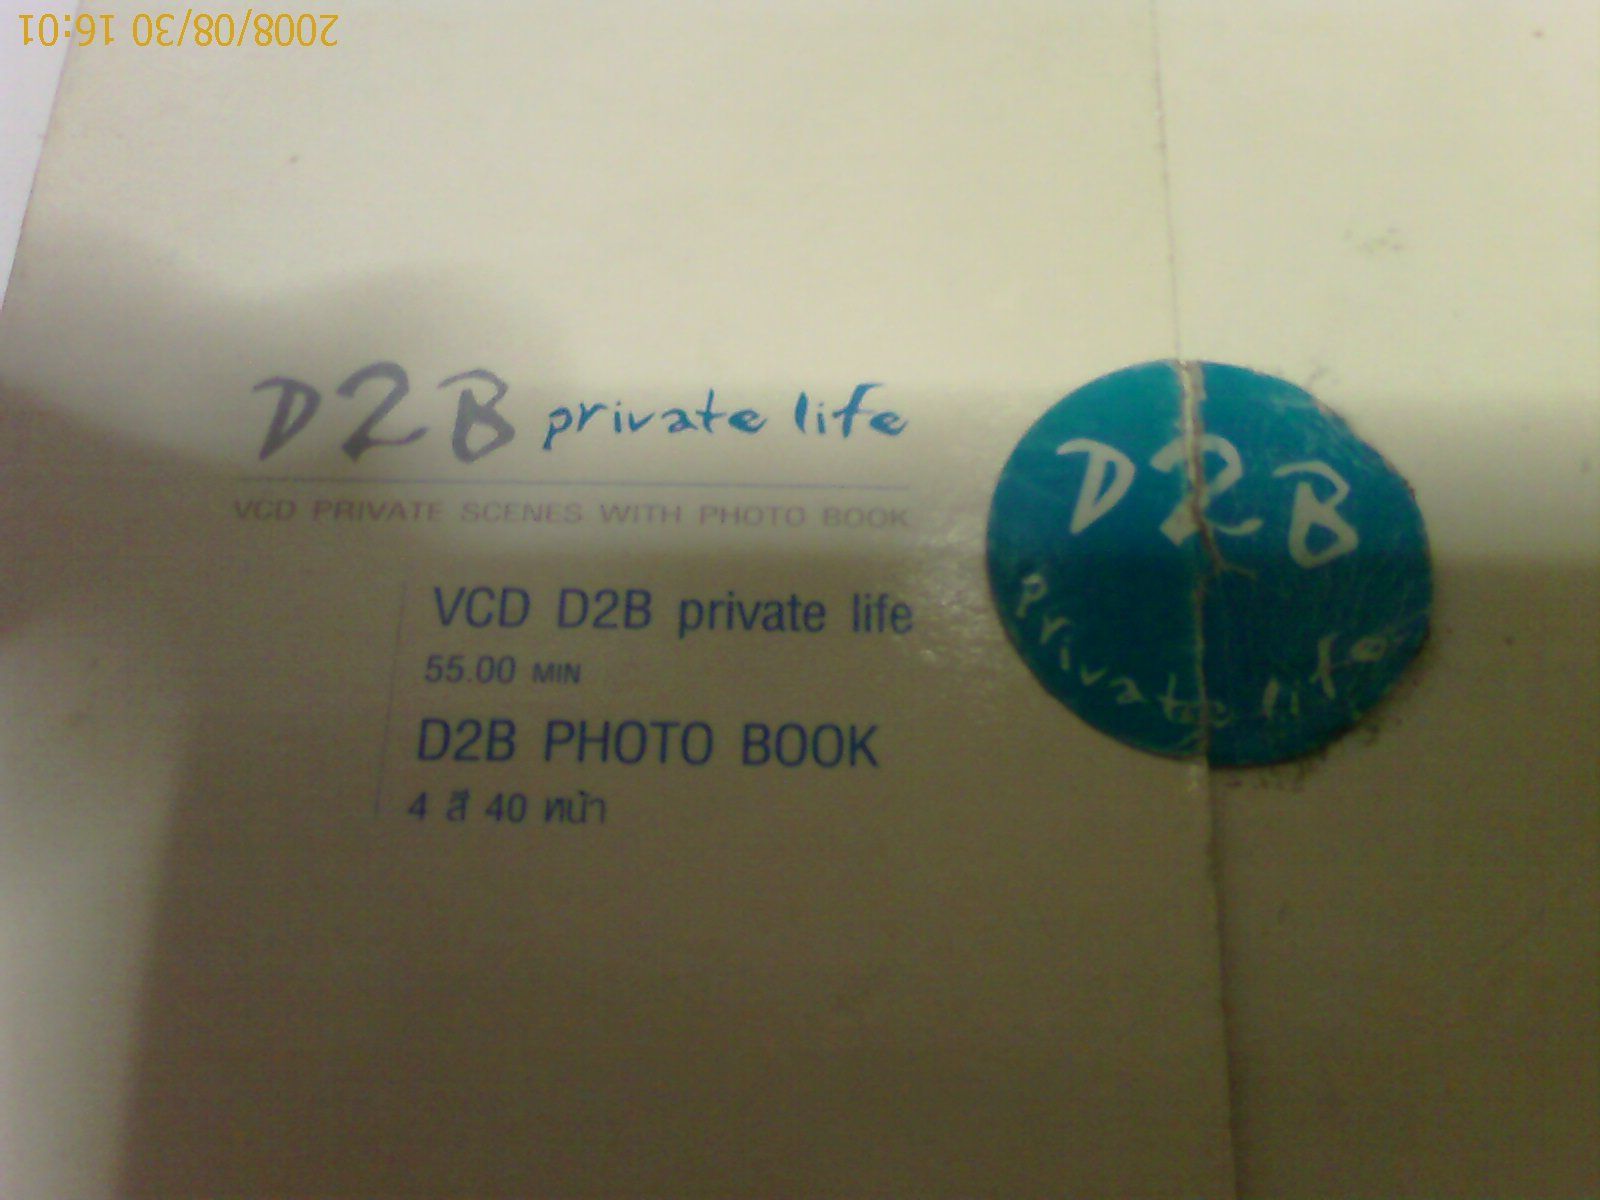 2008/08/30 16:01
D2B private life
VCD PRIVATE SCENES WITH PHOTO BOOK
VCD D2B private life
55.00 MIN
D2B PHOTO BOOK
4 สี 40 หน้า
D2B
private life